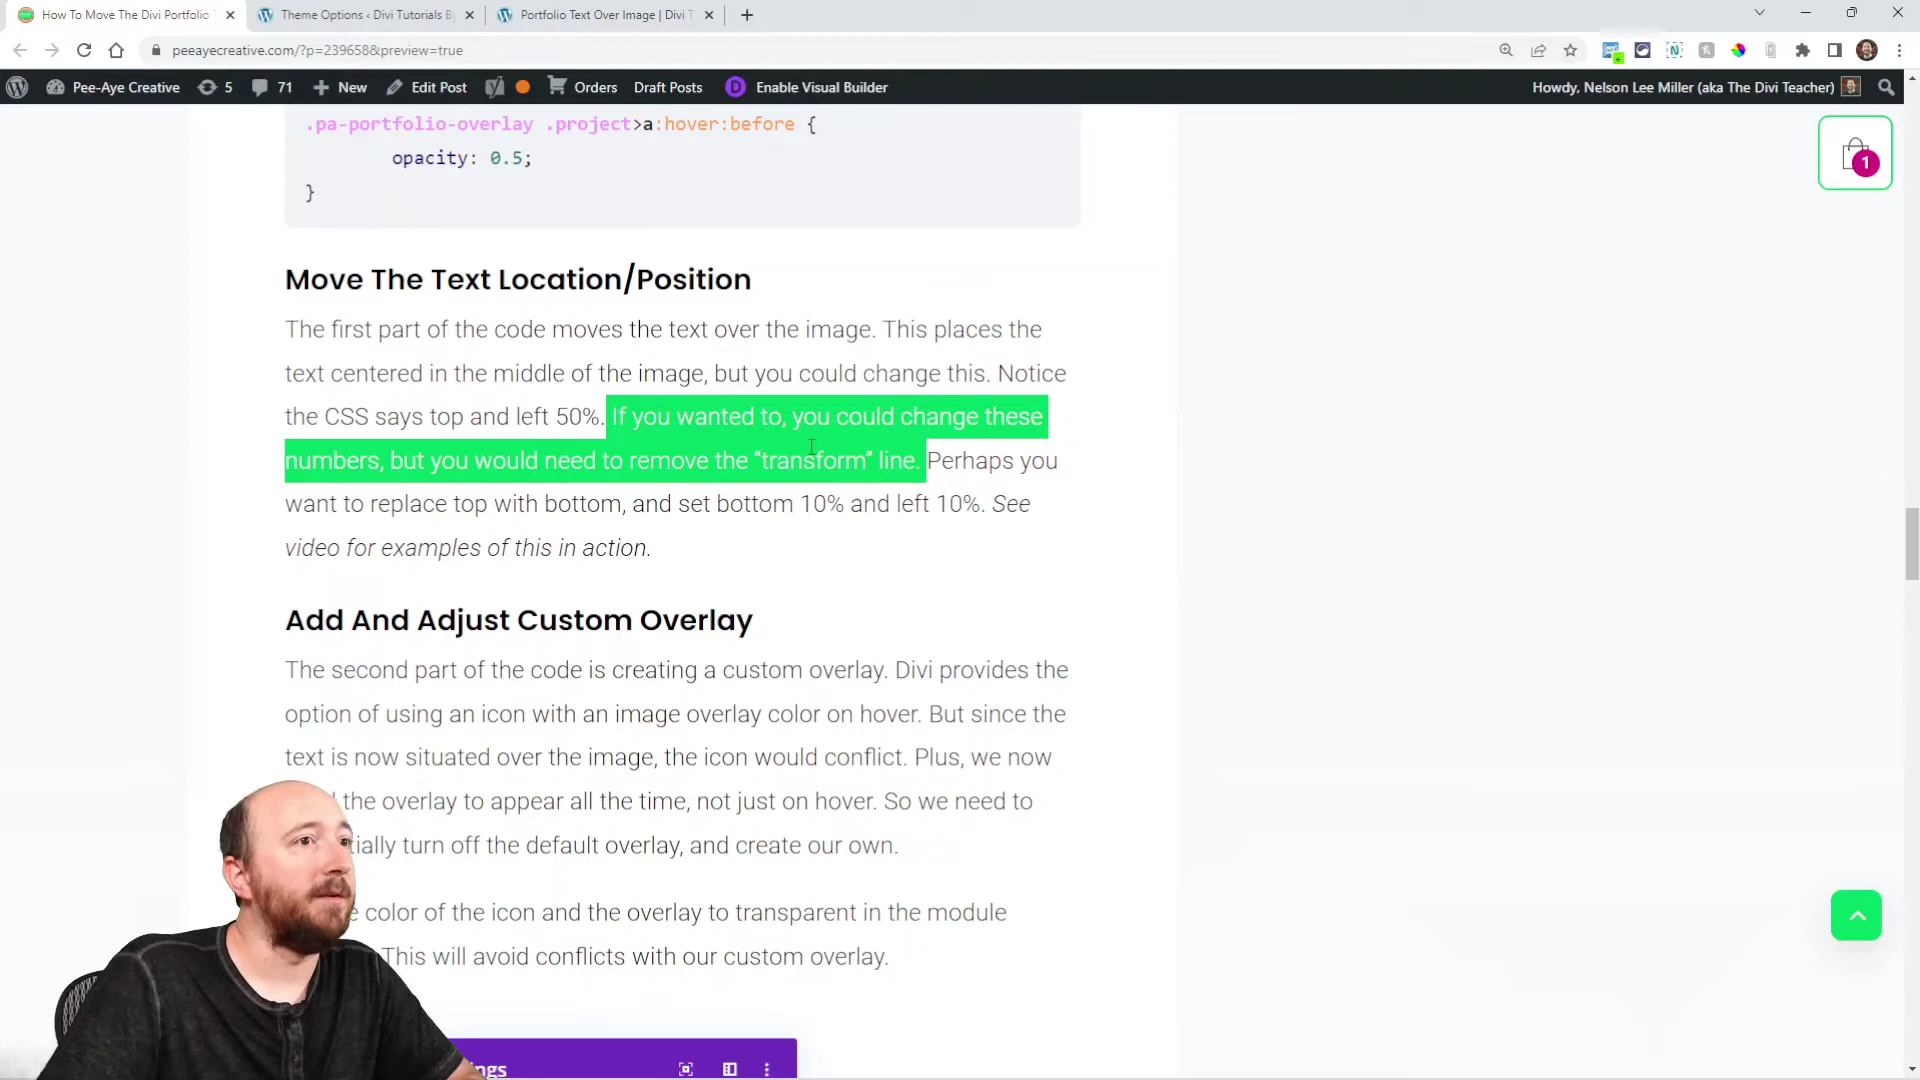 How To Move The Divi Portfolio T
Theme Options ‹ Divi Tutorials By
Portfolio Text Over Image | Divi T
peeayecreative.com/?p=239658&preview=true
Pee-Aye Creative
5
71
New
Edit Post
Orders
Draft Posts
Enable Visual Builder
Howdy, Nelson Lee Miller (aka The Divi Teacher)
1
.pa-portfolio-overlay .project>a:hover:before {
opacity: 0.5;
}
Move The Text Location/Position
The first part of the code moves the text over the image. This places the
text centered in the middle of the image, but you could change this. Notice
the CSS says top and left 50%. If you wanted to, you could change these
numbers, but you would need to remove the “transform” line. Perhaps you
want to replace top with bottom, and set bottom 10% and left 10%. See
video for examples of this in action.
Add And Adjust Custom Overlay
The second part of the code is creating a custom overlay. Divi provides the
option of using an icon with an image overlay color on hover. But since the
text is now situated over the image, the icon would conflict. Plus, we now
the overlay to appear all the time, not just on hover. So we need to
tially turn off the default overlay, and create our own.
color of the icon and the overlay to transparent in the module
This will avoid conflicts with our custom overlay.
ngs